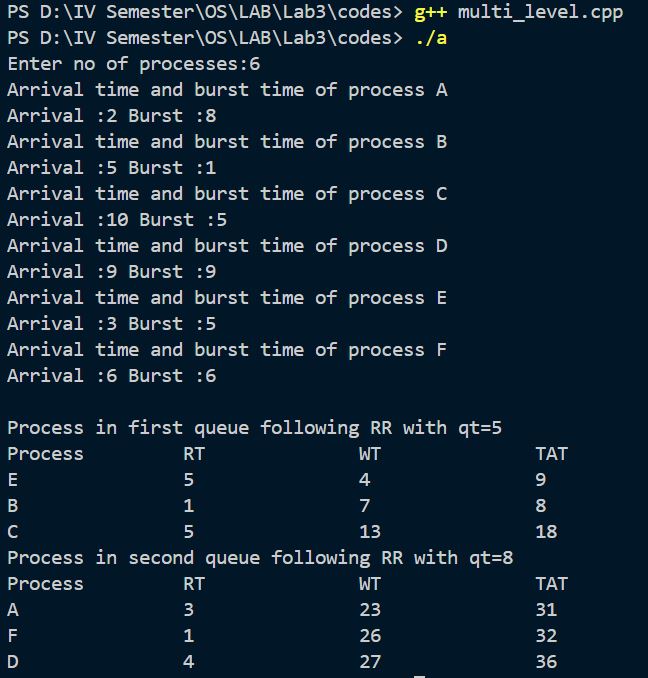 PS D:\IV Semester\OS\LAB\Lab3\codes> g++ multi_level.cpp
PS D:\IV Semester\OS\LAB\Lab3\codes> ./a
Enter no of processes:6
Arrival time and burst time of process A
Arrival :2 Burst :8
Arrival time and burst time of process B
Arrival :5 Burst :1
Arrival time and burst time of process C
Arrival :10 Burst :5
Arrival time and burst time of process D
Arrival :9 Burst :9
Arrival time and burst time of process E
Arrival :3 Burst :5
Arrival time and burst time of process F
Arrival :6 Burst :6
Process in first queue following RR with qt=5
Process RT WT TAT
E 5 4 9
B 1 7 8
C 5 13 18
Process in second queue following RR with qt=8
Process RT WT TAT
A 3 23 31
F 1 26 32
D 4 27 36